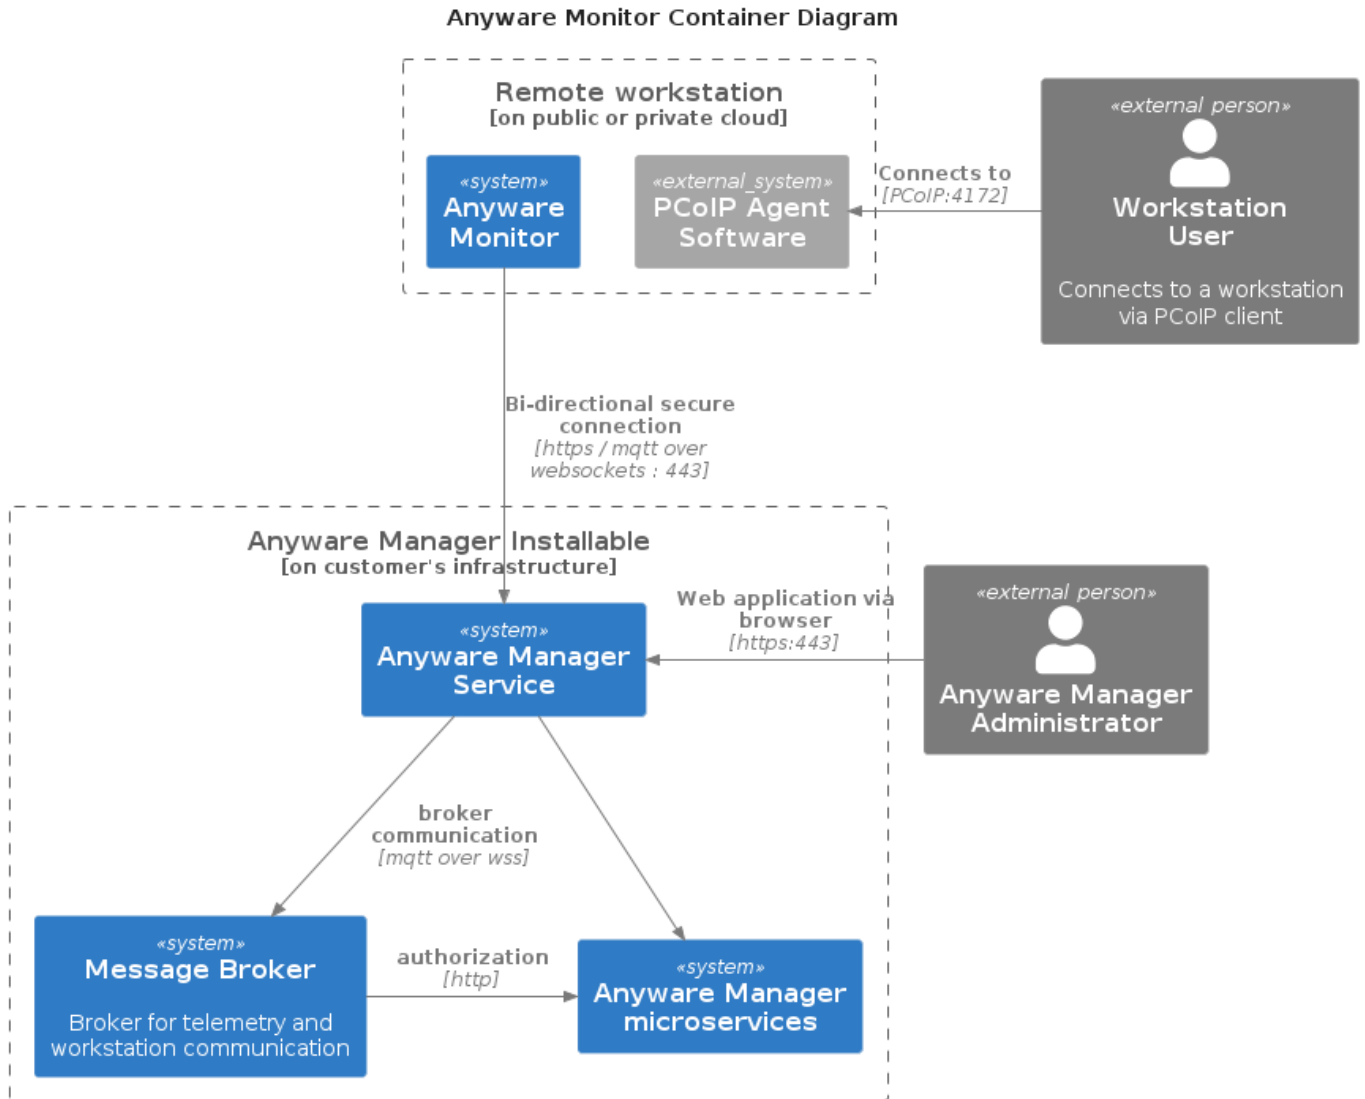 Anyware Monitor Container Diagram
Remote workstation
[on public or private cloud]
«system»
Anyware
Monitor
«external_system»
PCoIP Agent
Software
Connects to
[PCoIP:4172]
«external person»
Workstation
User
Connects to a workstation
via PCoIP client
Bi-directional secure
connection
[https / mqtt over
websockets : 443]
Anyware Manager Installable
[on customer's infrastructure]
«system»
Anyware Manager
Service
Web application via
browser
[https:443]
«external person»
Anyware Manager
Administrator
broker
communication
[mqtt over wss]
«system»
Message Broker
Broker for telemetry and
workstation communication
authorization
[http]
«system»
Anyware Manager
microservices